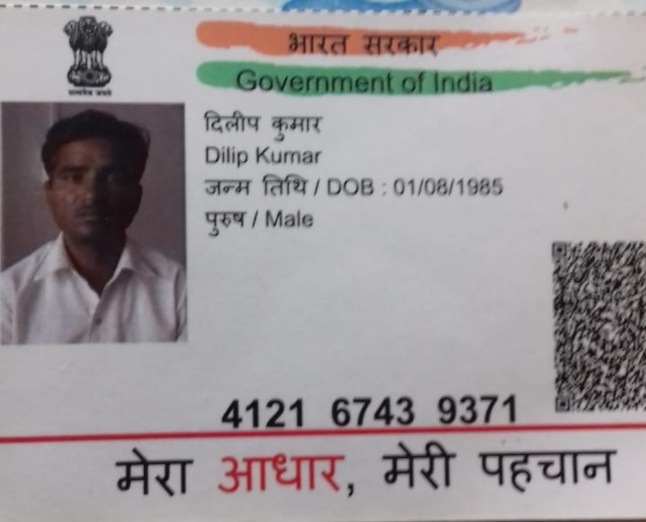 सत्यमेव जयते
भारत सरकार
Government of India
दिलीप कुमार
Dilip Kumar
जन्म तिथि / DOB : 01/08/1985
पुरुष / Male
4121 6743 9371
मेरा आधार, मेरी पहचान